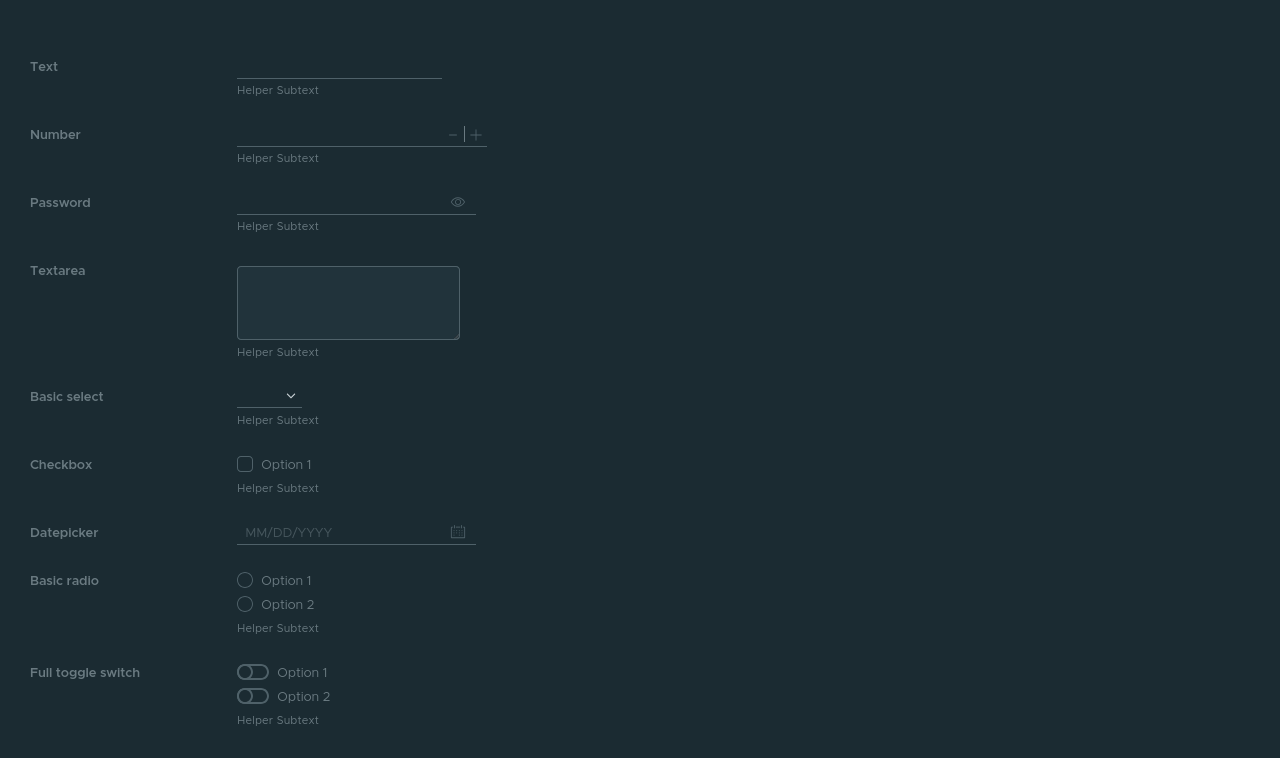 Text
Helper Subtext
Number
Helper Subtext
Password
Helper Subtext
Textarea
Helper Subtext
Basic select
Helper Subtext
Checkbox
Option 1
Helper Subtext
Datepicker
MM/DD/YYYY
Basic radio
Option 1
Option 2
Helper Subtext
Full toggle switch
Option 1
Option 2
Helper Subtext